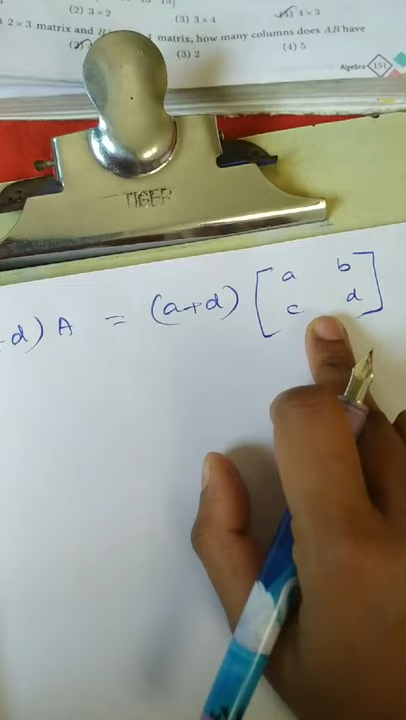 (2) 3 × 2
(3) 3 × 4
(4) 4 × 3
2 × 3 matrix and matrix, how many columns does AB have
(3) 2
(4) 5
Algebra 151
TIGER
d) A = (a+d) [ a b
c d ]